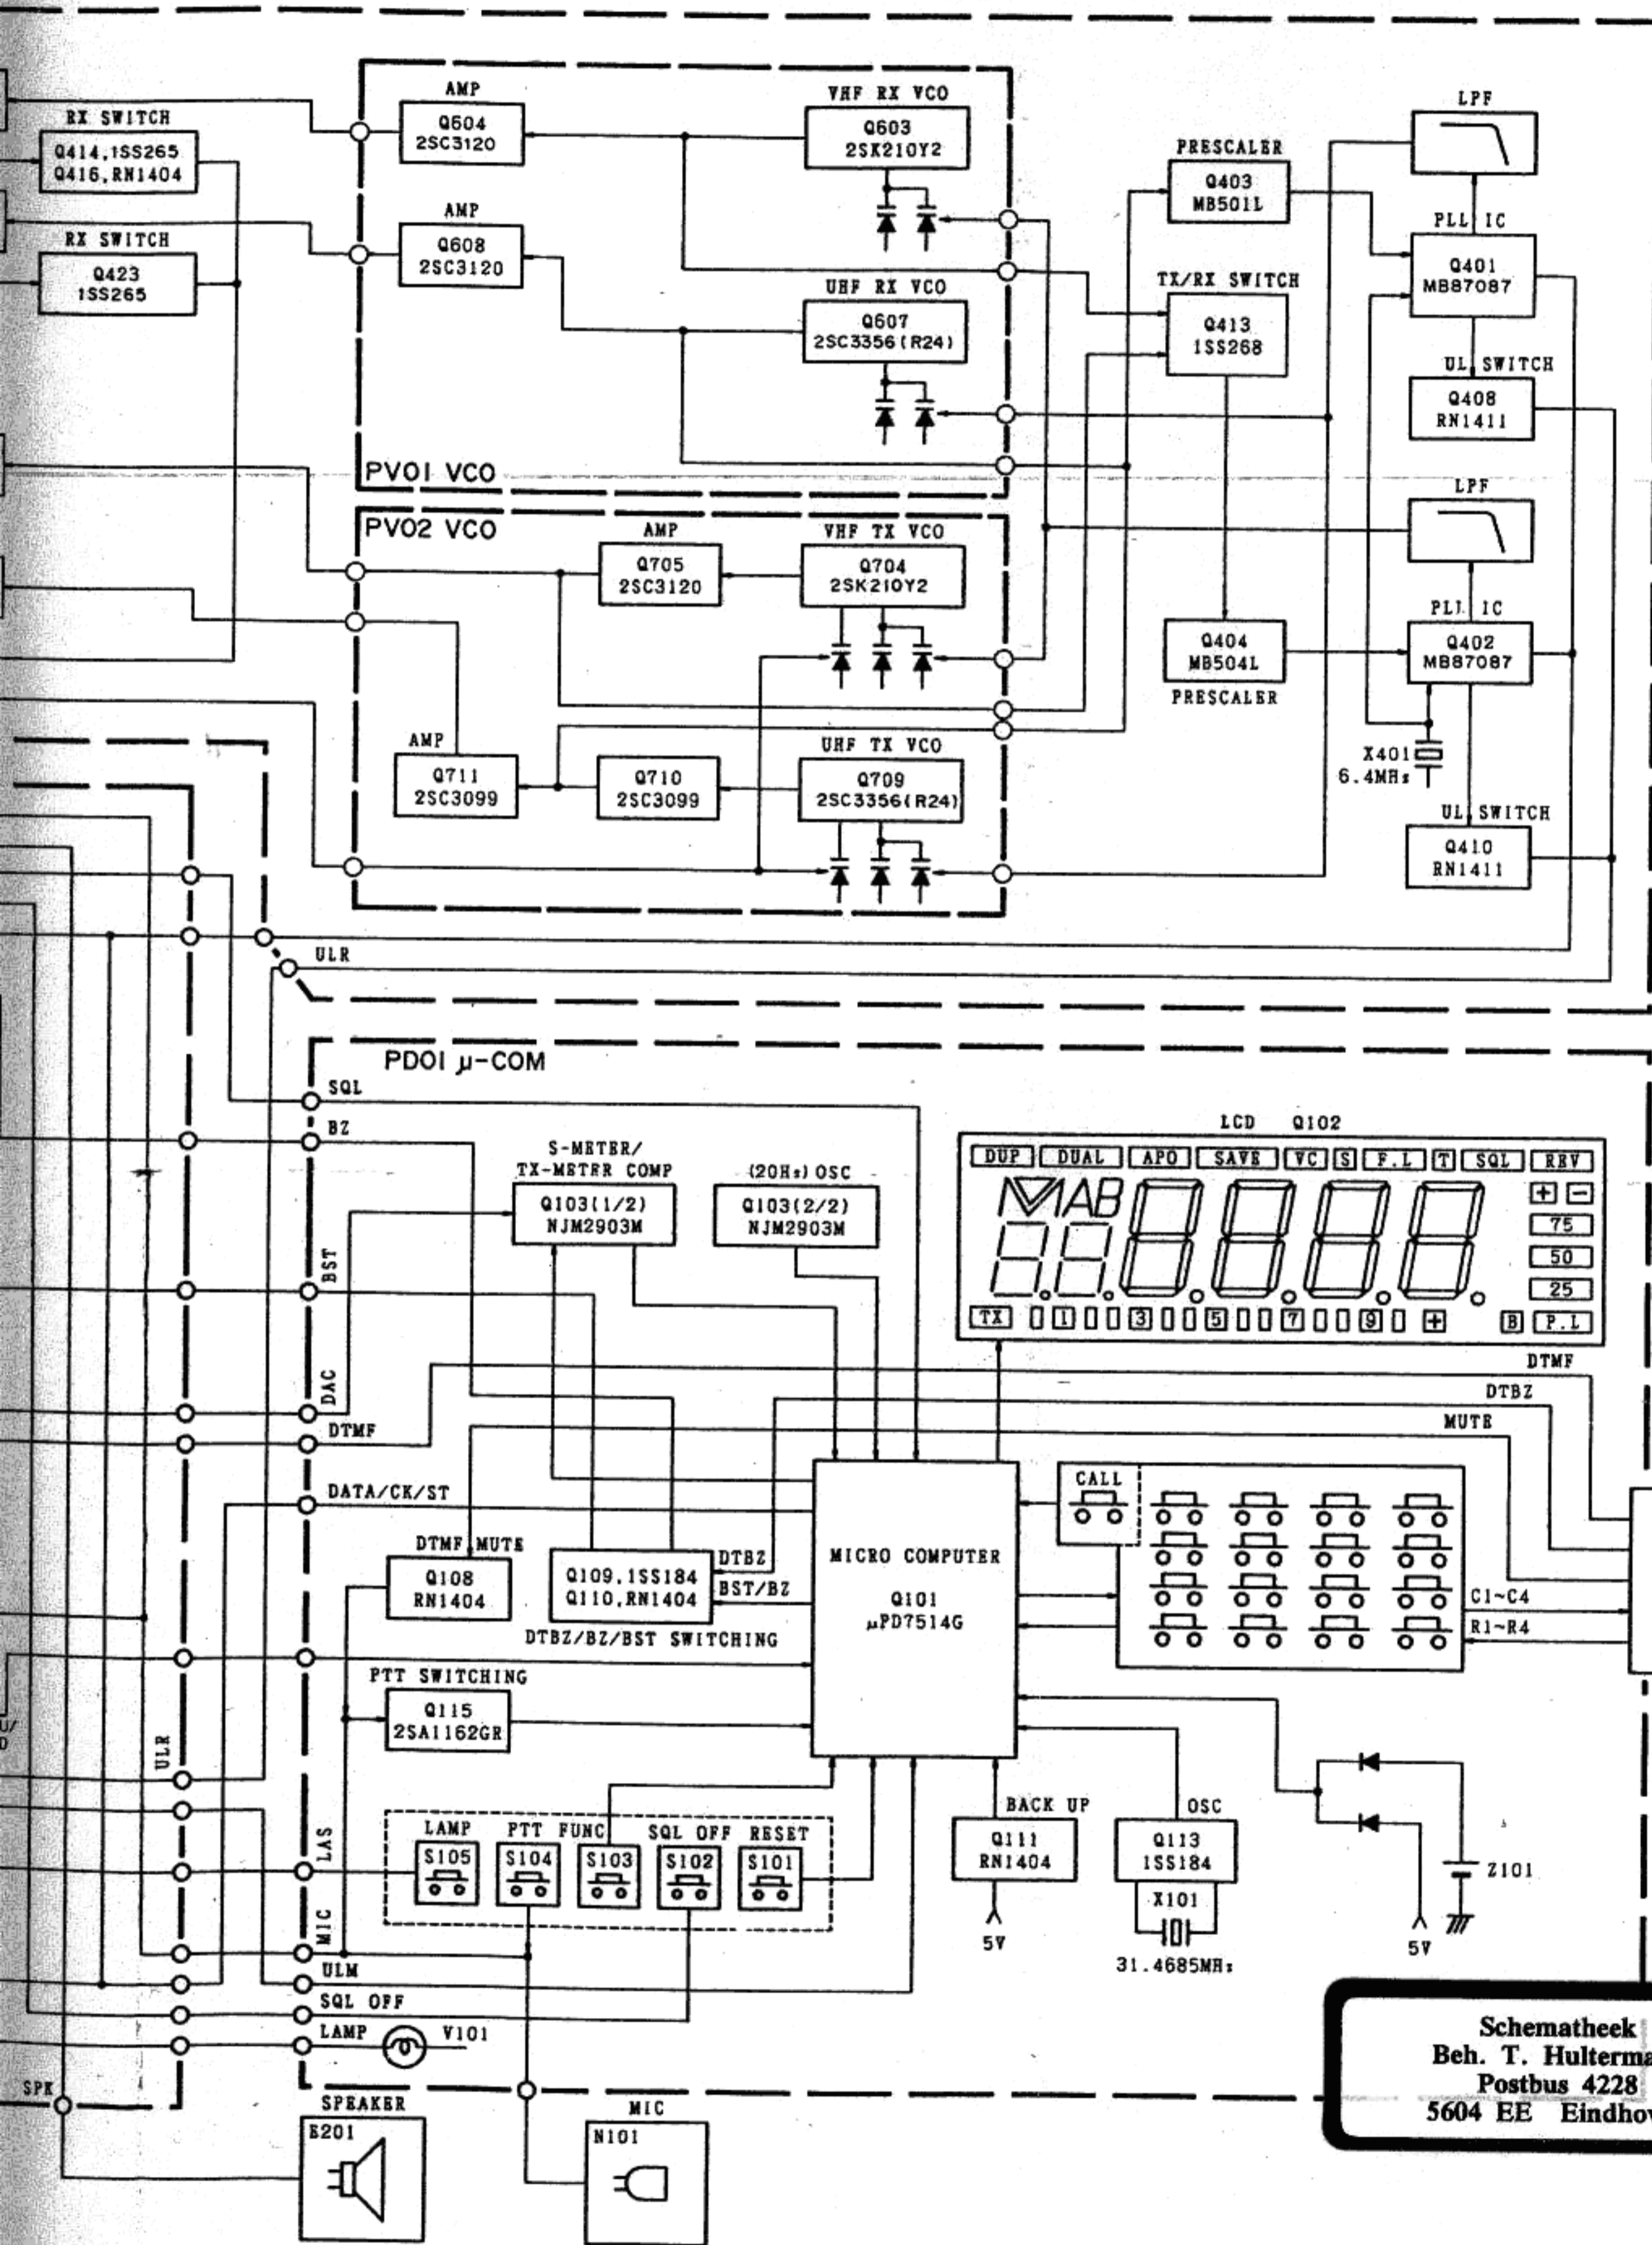 AMP
Q604
2SC3120
VHF RX VCO
Q603
2SK210Y2
LPF
RX SWITCH
Q414,1SS265
Q416,RN1404
PRESCALER
Q403
MB501L
AMP
Q608
2SC3120
PLL IC
Q401
MB87087
RX SWITCH
Q423
1SS265
UHF RX VCO
Q607
2SC3356(R24)
TX/RX SWITCH
Q413
1SS268
UL SWITCH
Q408
RN1411
PV01 VCO
LPF
PV02 VCO
AMP
Q705
2SC3120
VHF TX VCO
Q704
2SK210Y2
PLL IC
Q402
MB87087
Q404
MB504L
PRESCALER
AMP
Q711
2SC3099
Q710
2SC3099
UHF TX VCO
Q709
2SC3356(R24)
X401
6.4MHz
UL SWITCH
Q410
RN1411
ULR
PD01 μ-COM
SQL
BZ
S-METER/
TX-METER COMP
Q103(1/2)
NJM2903M
(20Hz) OSC
Q103(2/2)
NJM2903M
LCD Q102
DUP DUAL APO SAVE VC S F.L T SQL REV
MAB
+ -
75
50
25
TX 1 3 5 7 9 + B P.L
BST
DAC
DTMF
DTMF
DTBZ
MUTE
DATA/CK/ST
DTMF MUTE
Q108
RN1404
Q109,1SS184
Q110,RN1404
DTBZ/BZ/BST SWITCHING
DTBZ
BST/BZ
MICRO COMPUTER
Q101
μPD7514G
CALL
C1~C4
R1~R4
PTT SWITCHING
Q115
2SA1162GR
U/
D
ULR
LAS
LAMP
S105
PTT
S104
FUNC
S103
SQL OFF
S102
RESET
S101
BACK UP
Q111
RN1404
5V
OSC
Q113
1SS184
X101
31.4685MHz
Z101
5V
MIC
ULM
SQL OFF
LAMP
V101
SPK
SPEAKER
E201
MIC
N101
Schematheek
Beh. T. Hulterma
Postbus 4228
5604 EE Eindho